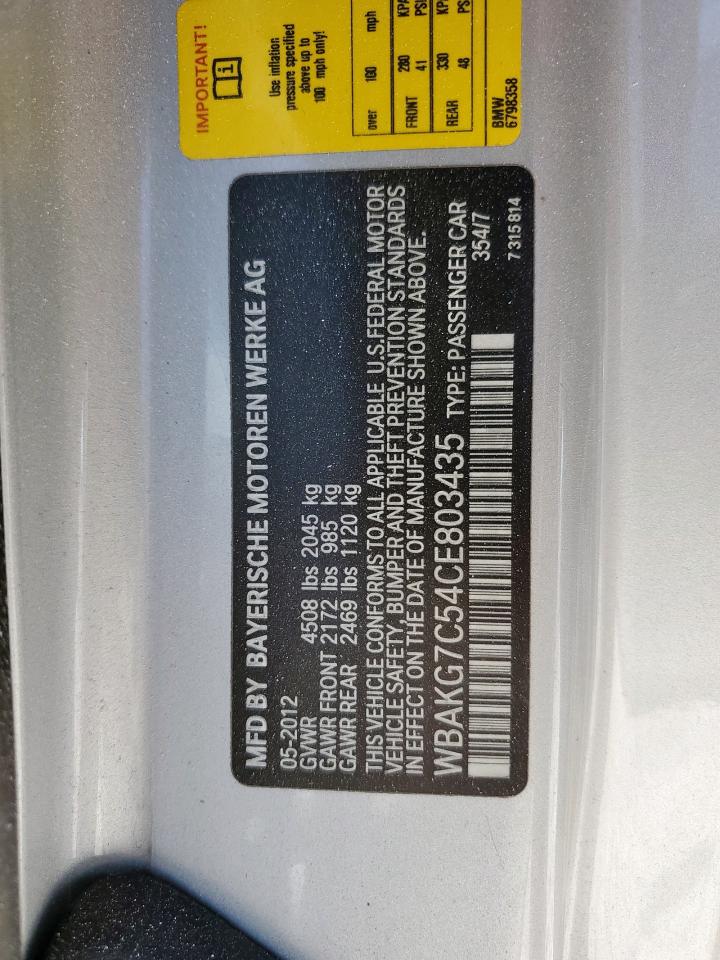 IMPORTANT!
i
Use inflation
pressure specified
above up to
100 mph only!
over 100 mph
FRONT 280
41
REAR 330
48
BMW
6798358
MFD BY BAYERISCHE MOTOREN WERKE AG
05-2012
GVWR 4508 lbs 2045 kg
GAWR FRONT 2172 lbs 985 kg
GAWR REAR 2469 lbs 1120 kg
THIS VEHICLE CONFORMS TO ALL APPLICABLE U.S.FEDERAL MOTOR
VEHICLE SAFETY, BUMPER AND THEFT PREVENTION STANDARDS
IN EFFECT ON THE DATE OF MANUFACTURE SHOWN ABOVE.
WBAKG7C54CE803435 TYPE: PASSENGER CAR
354/7
7 315 814